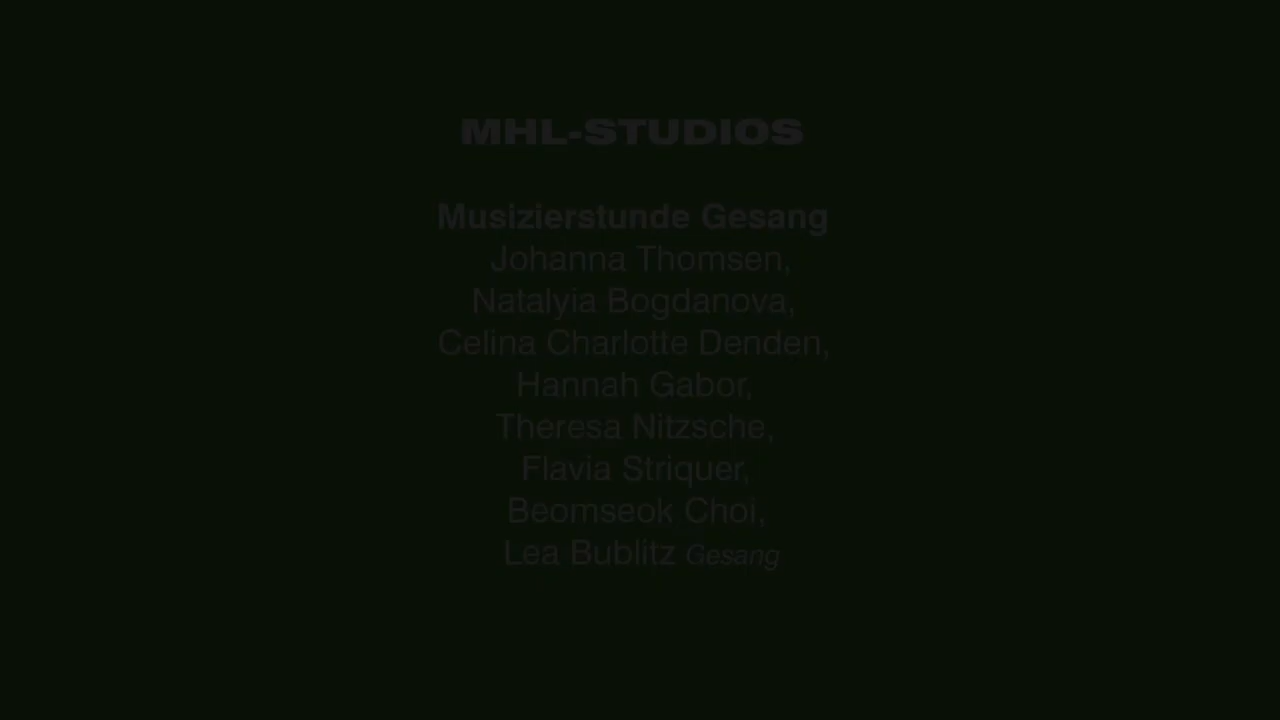 MHL-STUDIOS
Musizierstunde Gesang
Johanna Thomsen,
Natalyia Bogdanova,
Celina Charlotte Denden,
Hannah Gabor,
Theresa Nitzsche,
Flavia Striquer,
Beomseok Choi,
Lea Bublitz Gesang